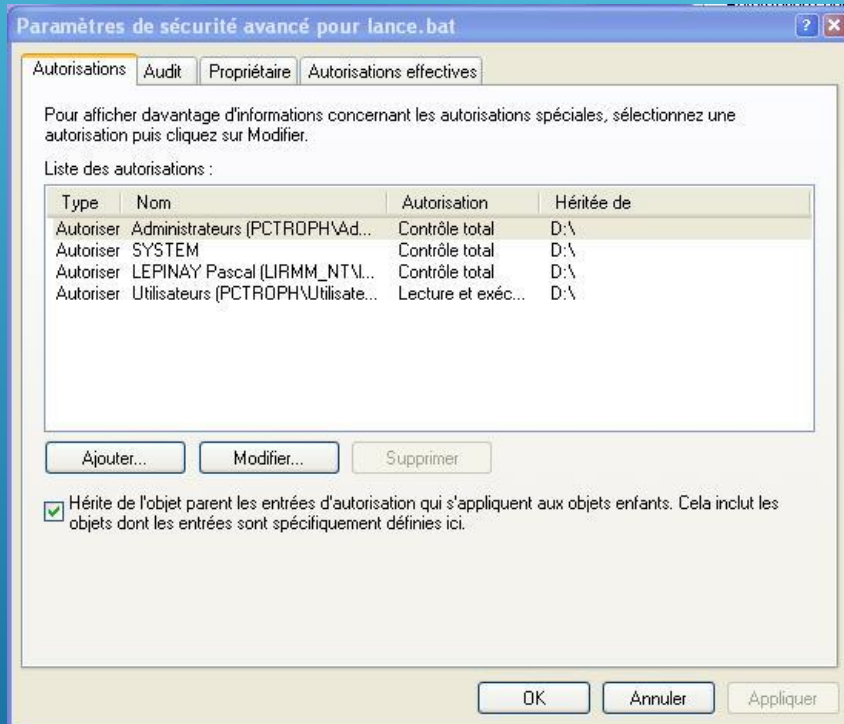 Paramètres de sécurité avancé pour lance.bat
Autorisations Audit Propriétaire Autorisations effectives
Pour afficher davantage d'informations concernant les autorisations spéciales, sélectionnez une
autorisation puis cliquez sur Modifier.
Liste des autorisations :
Type Nom Autorisation Héritée de
Autoriser Administrateurs (PCTROPH\Ad... Contrôle total D:\
Autoriser SYSTEM Contrôle total D:\
Autoriser LEPINAY Pascal (LIRMM_NT\l... Contrôle total D:\
Autoriser Utilisateurs (PCTROPH\Utilisate... Lecture et exéc... D:\
Ajouter... Modifier... Supprimer
Hérite de l'objet parent les entrées d'autorisation qui s'appliquent aux objets enfants. Cela inclut les
objets dont les entrées sont spécifiquement définies ici.
OK Annuler Appliquer